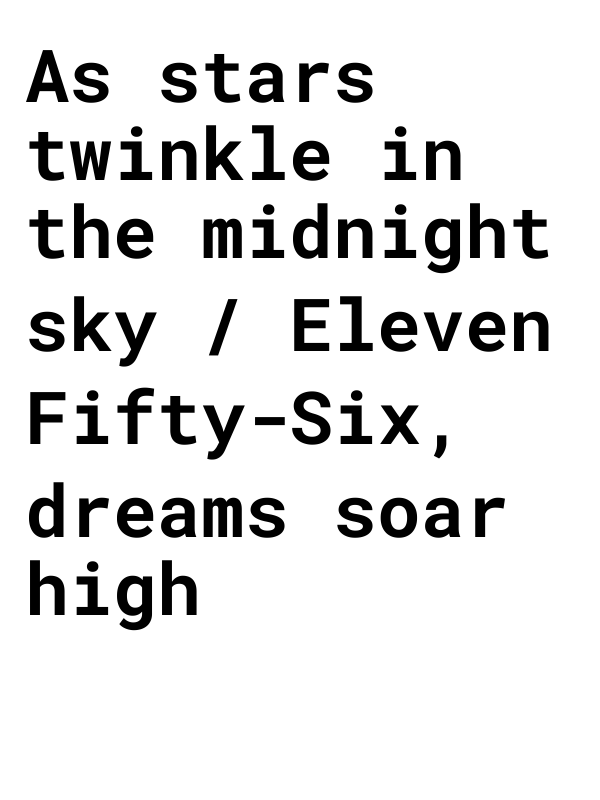 As stars
twinkle in
the midnight
sky / Eleven
Fifty-Six,
dreams soar
high